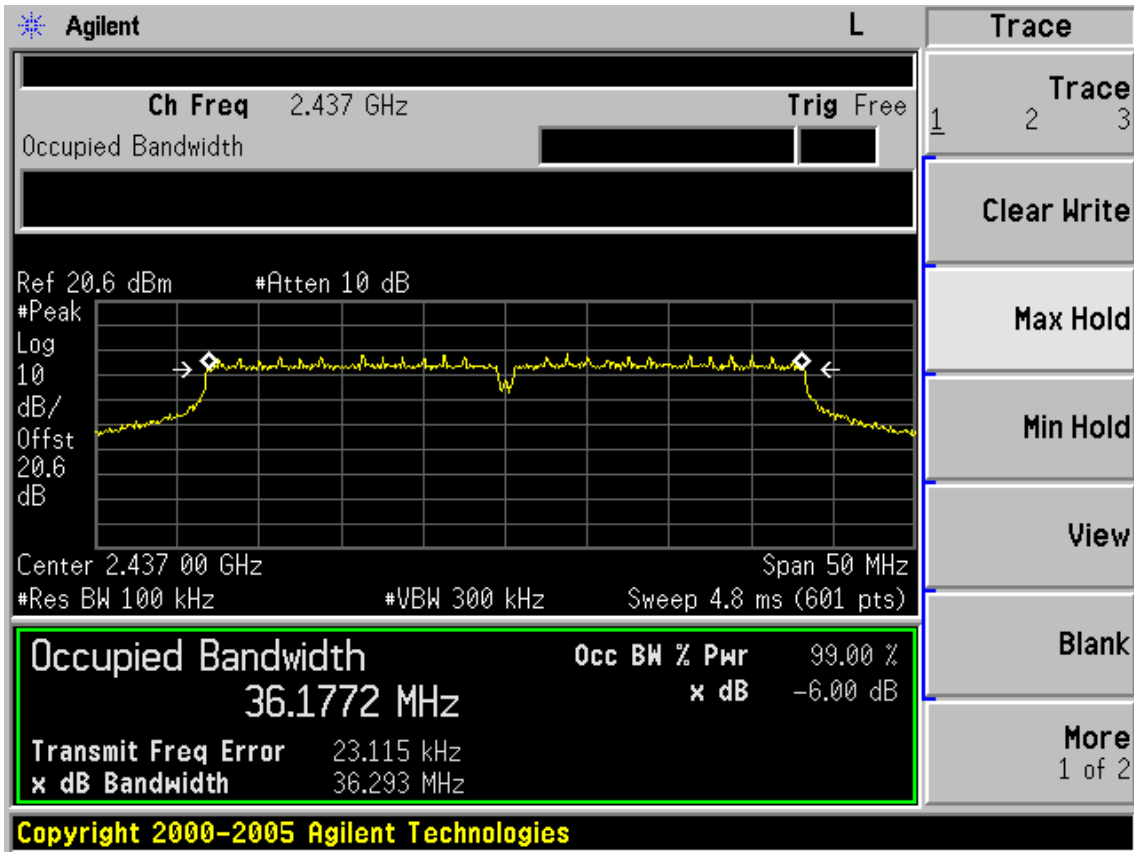 Agilent L
Ch Freq 2.437 GHz Trig Free
Occupied Bandwidth
Ref 20.6 dBm #Atten 10 dB
#Peak
Log
10
dB/
Offst
20.6
dB
Center 2.437 00 GHz Span 50 MHz
#Res BW 100 kHz #VBW 300 kHz Sweep 4.8 ms (601 pts)
Occupied Bandwidth Occ BW % Pwr 99.00 %
36.1772 MHz x dB -6.00 dB
Transmit Freq Error 23.115 kHz
x dB Bandwidth 36.293 MHz
Copyright 2000-2005 Agilent Technologies
Trace
Trace
1 2 3
Clear Write
Max Hold
Min Hold
View
Blank
More
1 of 2